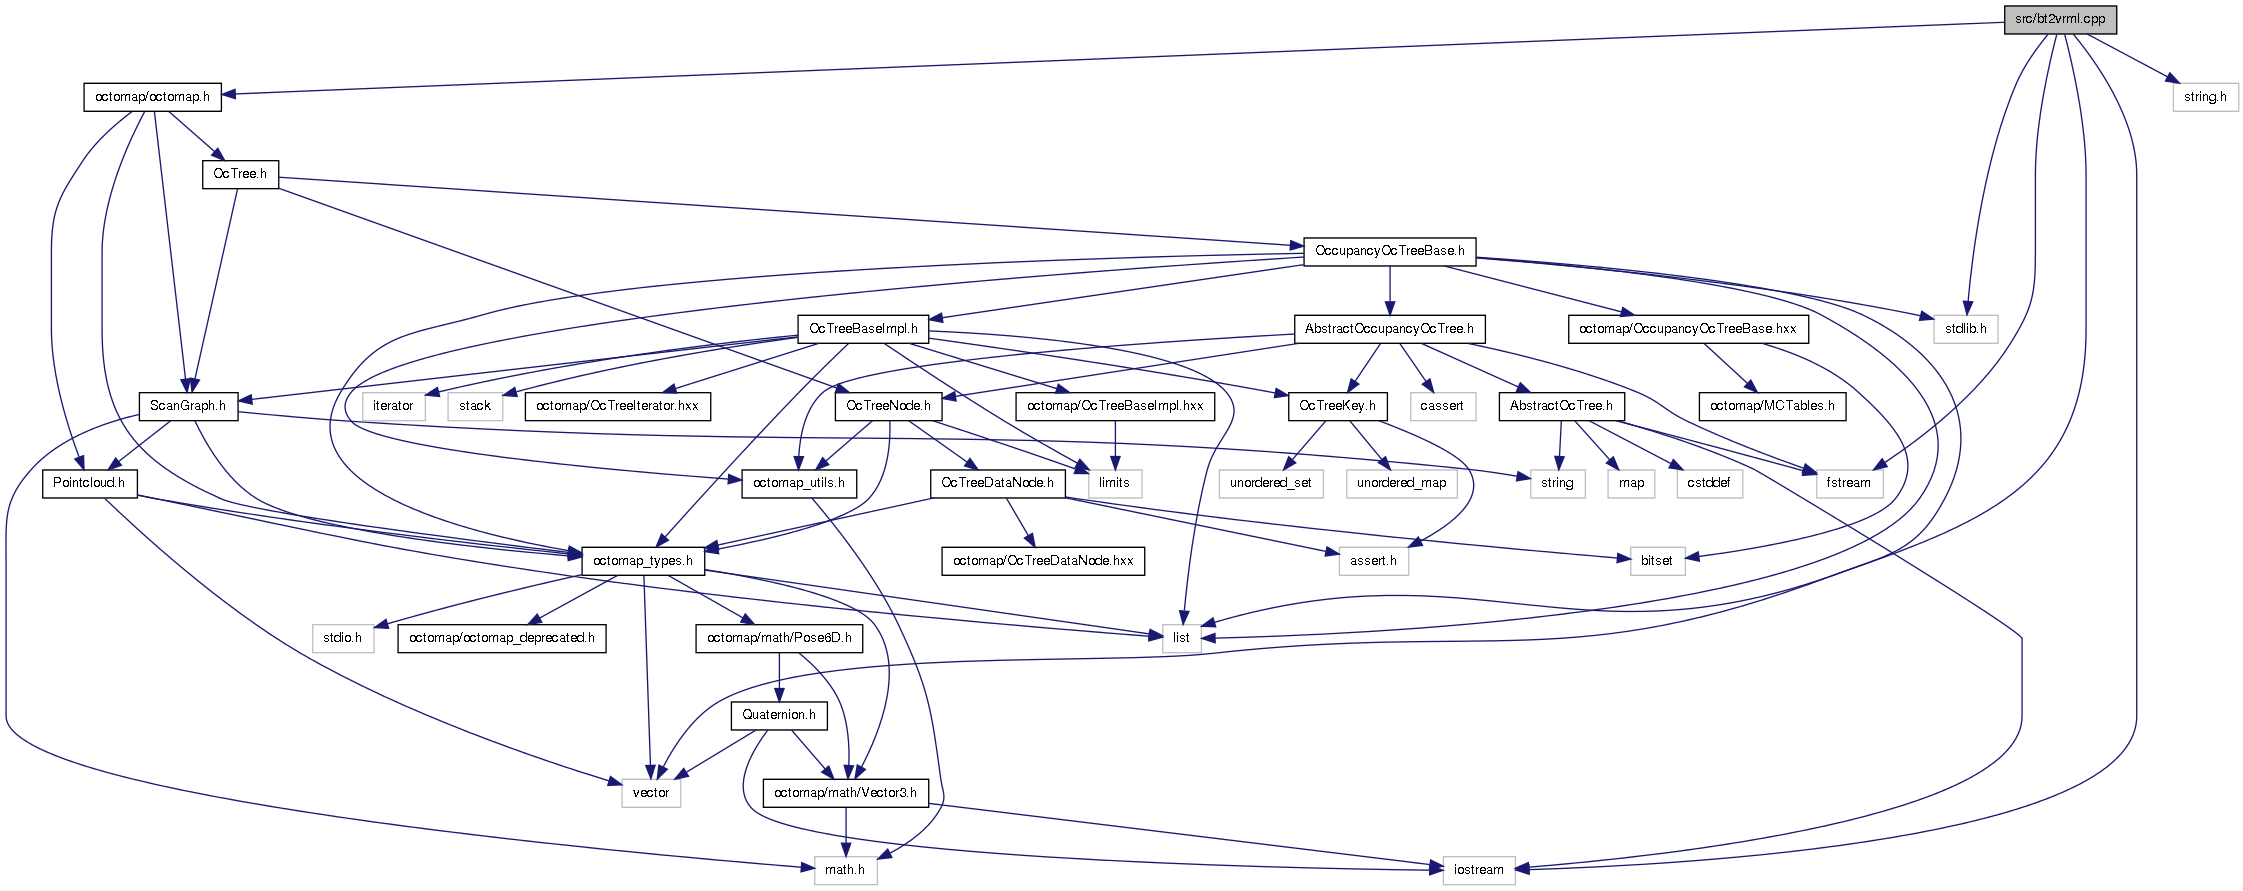 src/bt2vrml.cpp
octomap/octomap.h
string.h
OcTree.h
OccupancyOcTreeBase.h
OcTreeBaseImpl.h
AbstractOccupancyOcTree.h
octomap/OccupancyOcTreeBase.hxx
stdlib.h
ScanGraph.h
iterator
stack
octomap/OcTreeIterator.hxx
OcTreeNode.h
octomap/OcTreeBaseImpl.hxx
OcTreeKey.h
cassert
AbstractOcTree.h
octomap/MCTables.h
Pointcloud.h
octomap_utils.h
OcTreeDataNode.h
limits
unordered_set
unordered_map
string
map
cstddef
fstream
octomap_types.h
octomap/OcTreeDataNode.hxx
assert.h
bitset
stdio.h
octomap/octomap_deprecated.h
octomap/math/Pose6D.h
list
Quaternion.h
vector
octomap/math/Vector3.h
math.h
iostream